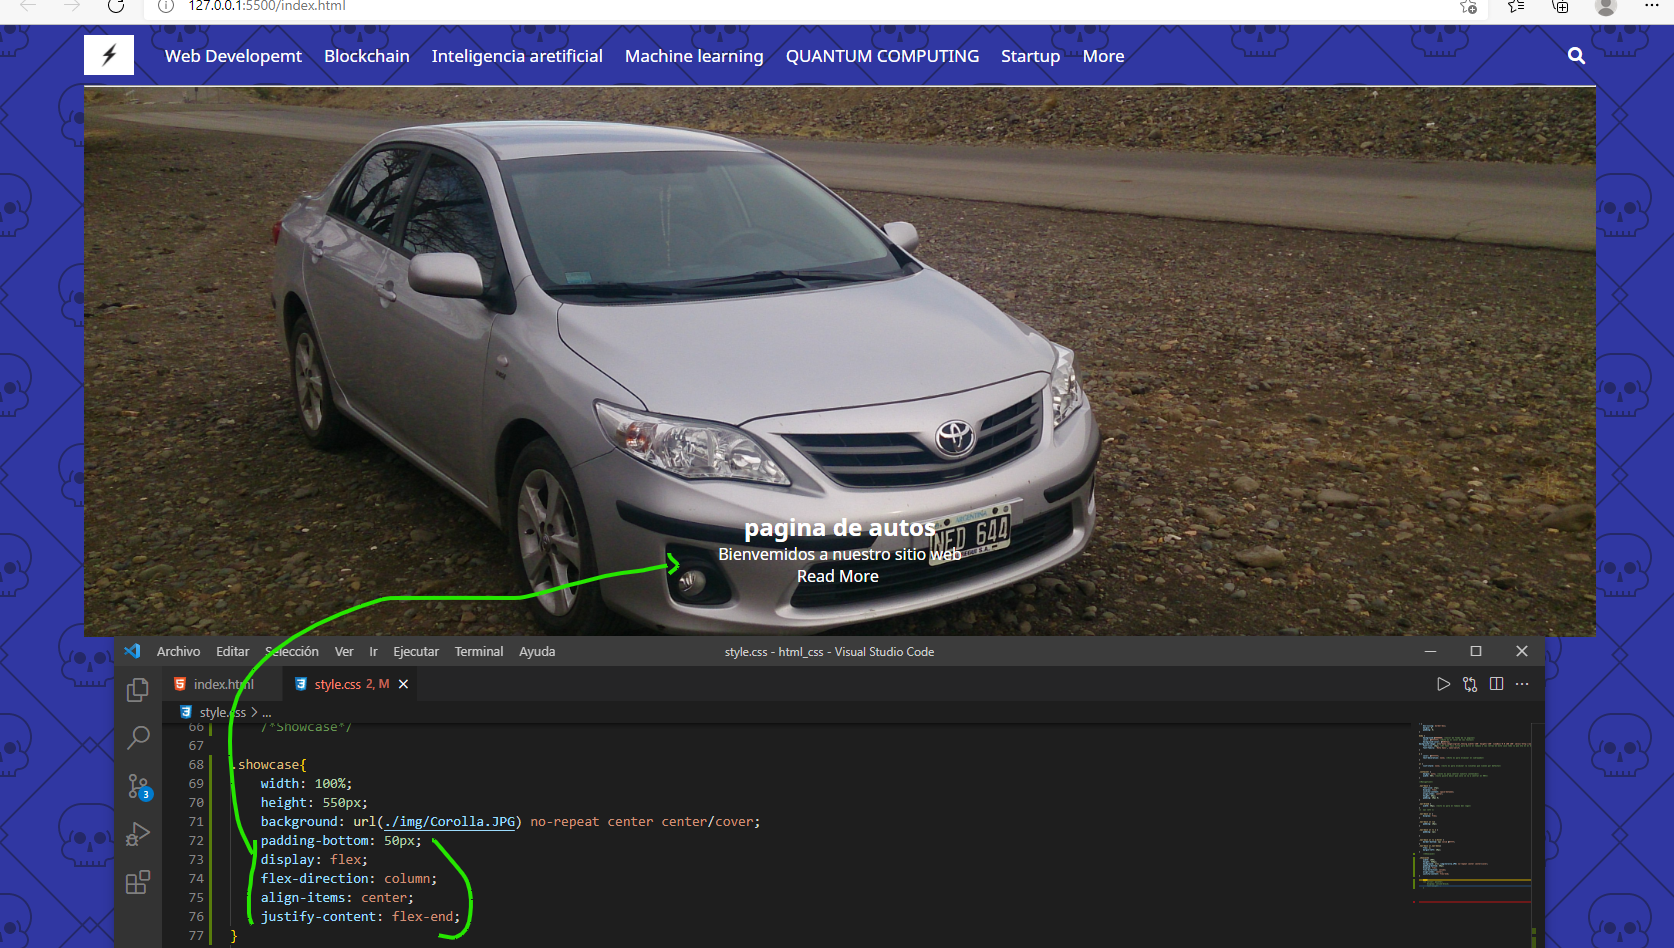 127.0.0.1:5500/index.html
Web Developemt Blockchain Inteligencia aretificial Machine learning QUANTUM COMPUTING Startup More
ARGENTINA
NED 644
pagina de autos
Bienvemidos a nuestro sitio web
Read More
Archivo Editar Selección Ver Ir Ejecutar Terminal Ayuda style.css - html_css - Visual Studio Code
index.html style.css 2, M
style.css > ...
66 /*Showcase*/
67
68 .showcase{
69 width: 100%;
70 height: 550px;
71 background: url(./img/Corolla.JPG) no-repeat center center/cover;
72 padding-bottom: 50px;
73 display: flex;
74 flex-direction: column;
75 align-items: center;
76 justify-content: flex-end;
77 }
3